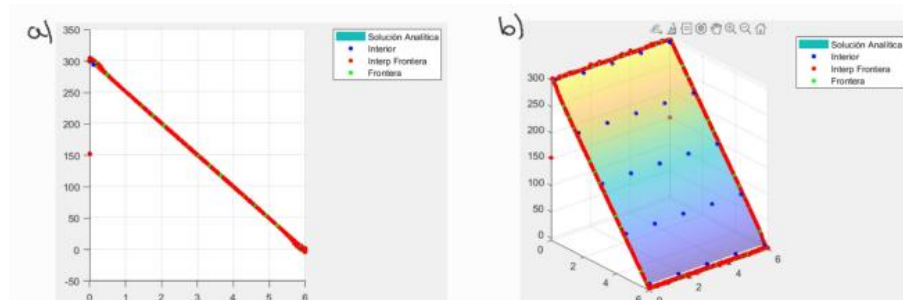 a)
350
300
250
200
150
100
50
0
-50
0 1 2 3 4 5 6
Solución Analítica
Interior
Interp Frontera
Frontera
b)
300
250
200
150
100
50
0
0
2
4
6
0
2
4
6
Solución Analítica
Interior
Interp Frontera
Frontera